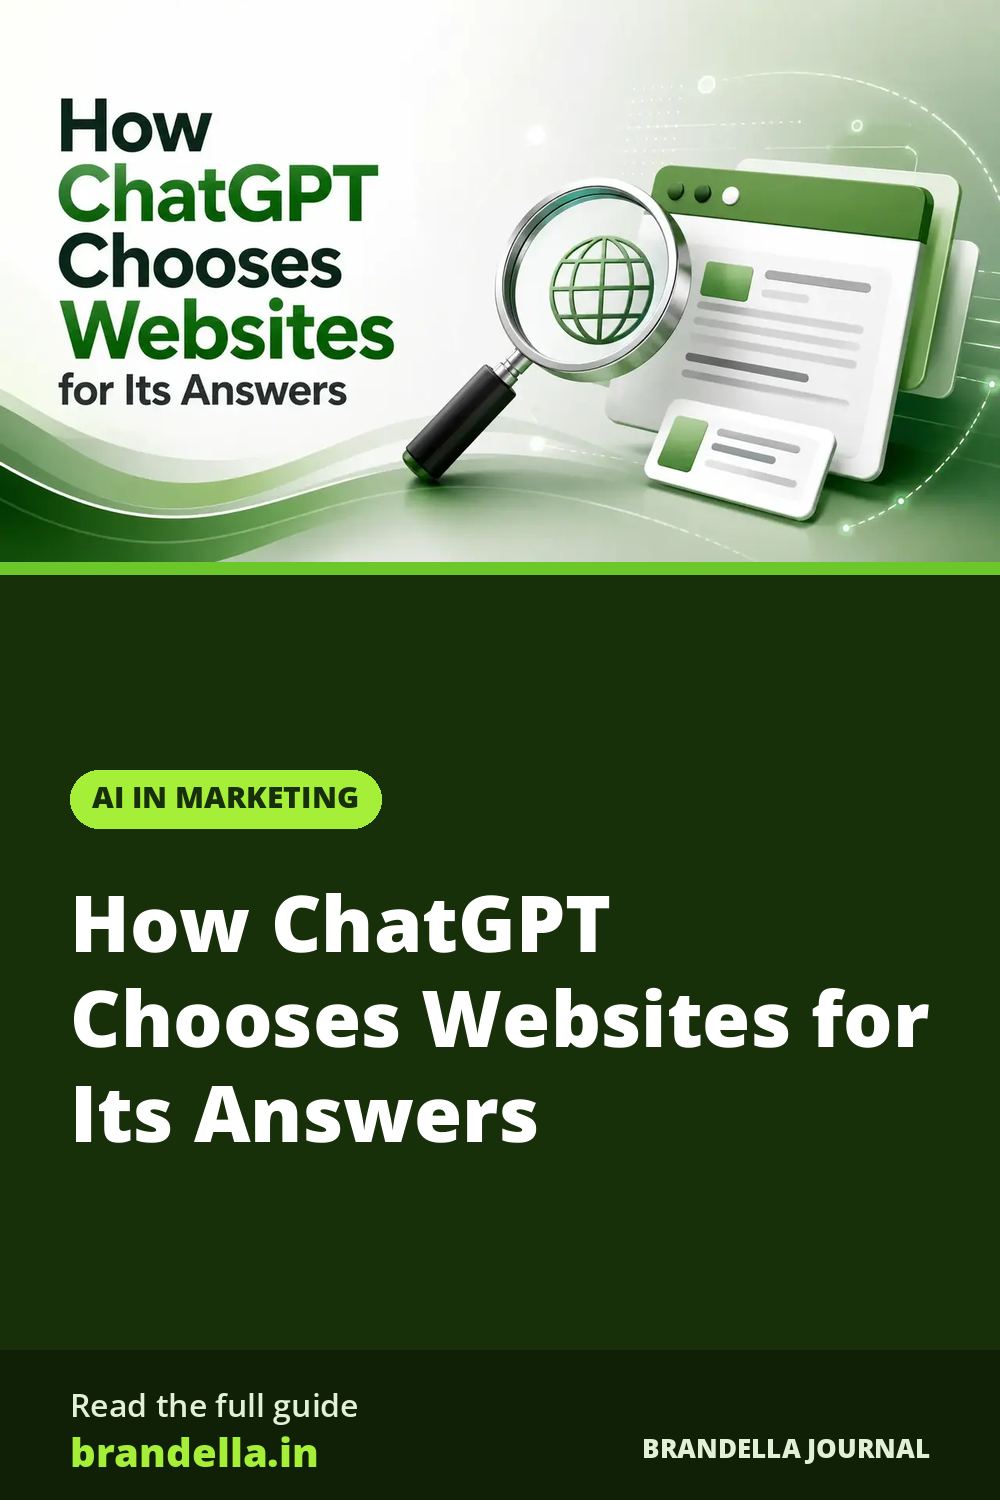 How
ChatGPT
Chooses
Websites
for Its Answers
AI IN MARKETING
How ChatGPT
Chooses Websites for
Its Answers
Read the full guide
brandella.in
BRANDELLA JOURNAL